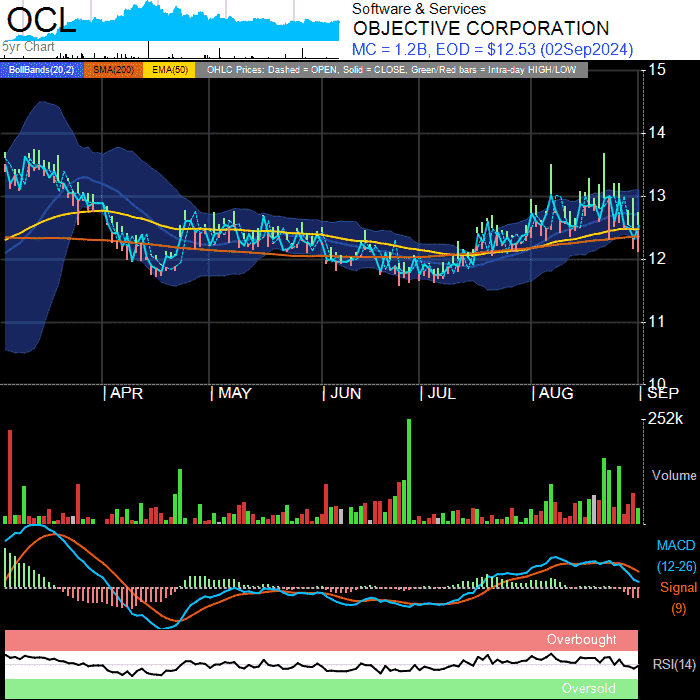 OCL
5yr Chart
Software & Services
OBJECTIVE CORPORATION
MC = 1.2B, EOD = $12.53 (02Sep2024)
BollBands(20,2) SMA(200) EMA(50) OHLC Prices: Dashed = OPEN, Solid = CLOSE, Green/Red bars = Intra-day HIGH/LOW
15
14
13
12
11
10
APR MAY JUN JUL AUG SEP
252k
Volume
MACD
(12-26)
Signal
(9)
Overbought
RSI(14)
Oversold